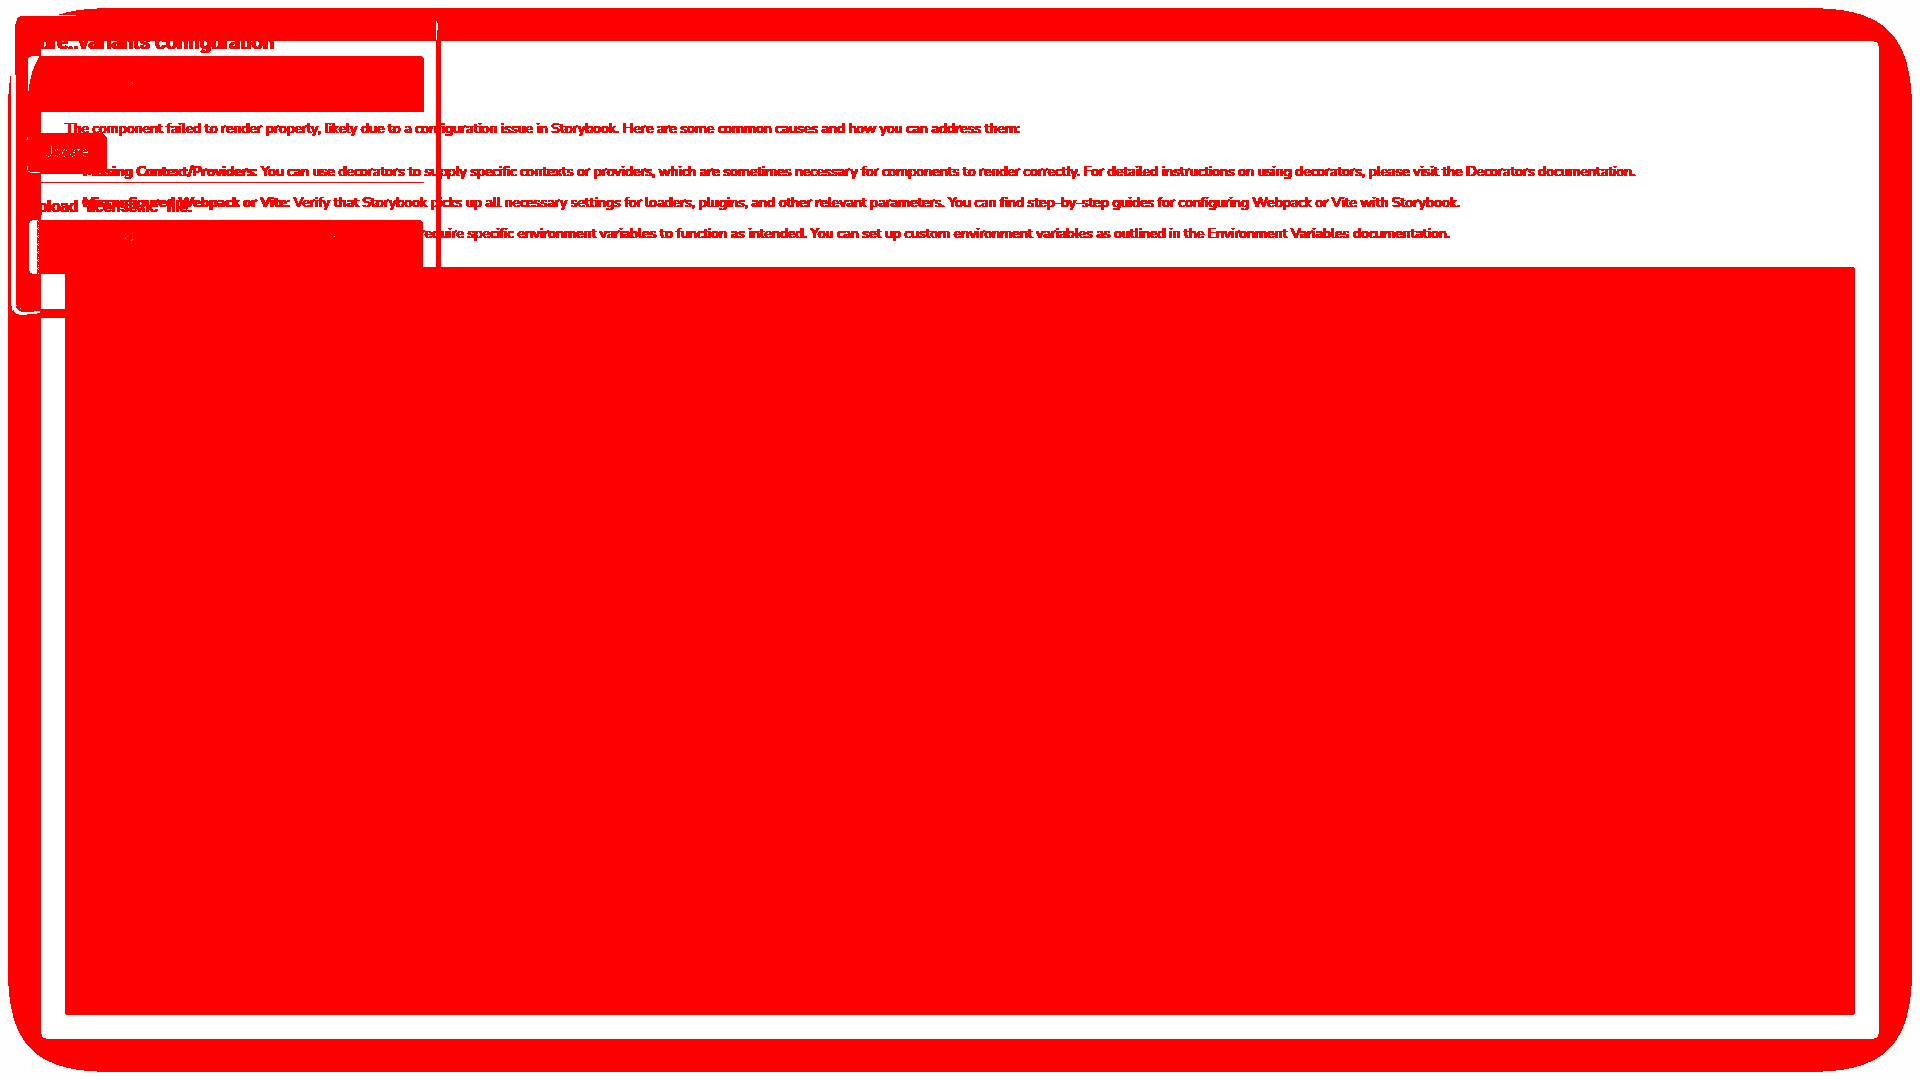 variants configuration
The component failed to render properly, likely due to a configuration issue in Storybook. Here are some common causes and how you can address them:
Update
Missing Context/Providers: You can use decorators to supply specific contexts or providers, which are sometimes necessary for components to render correctly. For detailed instructions on using decorators, please visit the Decorators documentation.
Misconfigured Webpack or Vite: Verify that Storybook picks up all necessary settings for loaders, plugins, and other relevant parameters. You can find step-by-step guides for configuring Webpack or Vite with Storybook.
file.
require specific environment variables to function as intended. You can set up custom environment variables as outlined in the Environment Variables documentation.